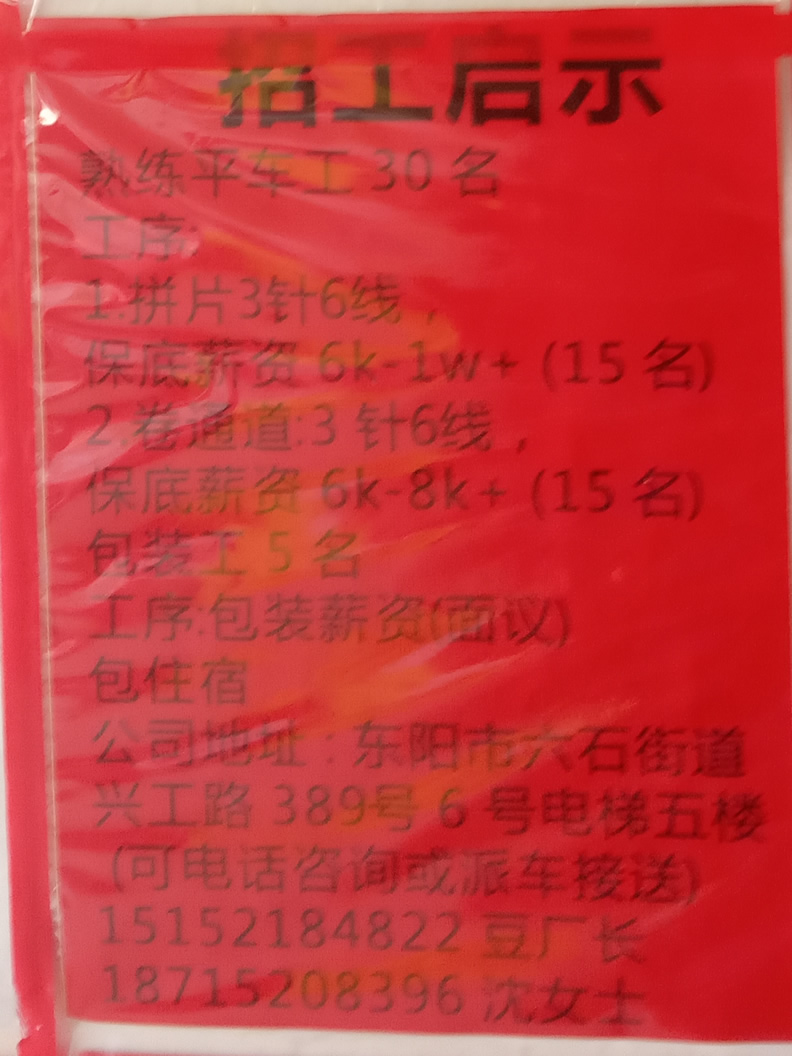 招工启示
熟练平车工 30 名
工序:
1.拼片3针6线，
保底薪资 6k-1w+ (15 名)
2.卷通道:3 针6线，
保底薪资 6k-8k+ (15 名)
包装工 5 名
工序:包装薪资(面议)
包住宿
公司地址：东阳市六石街道
兴工路 389号 6 号电梯五楼
(可电话咨询或派车接送)
15152184822 豆厂长
18715208396 沈女士